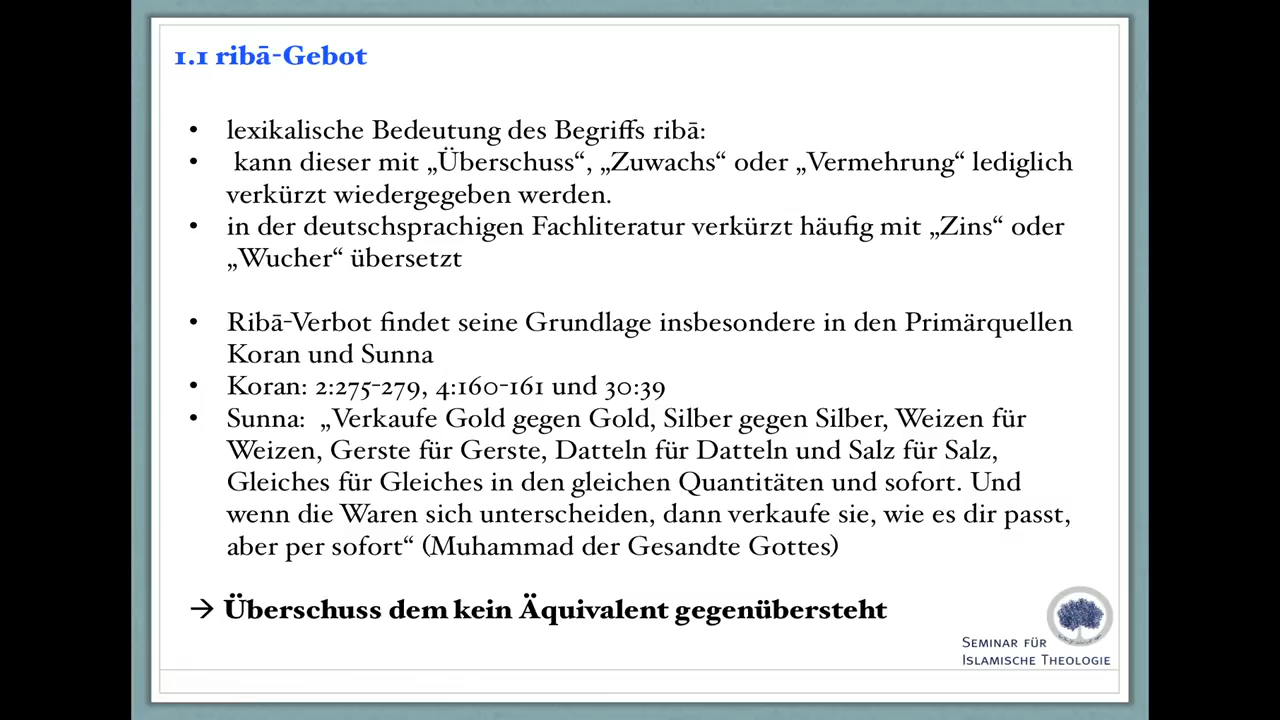 1.1 ribā-Gebot
• lexikalische Bedeutung des Begriffs ribā:
• kann dieser mit „Überschuss“, „Zuwachs“ oder „Vermehrung“ lediglich
verkürzt wiedergegeben werden.
• in der deutschsprachigen Fachliteratur verkürzt häufig mit „Zins“ oder
„Wucher“ übersetzt
• Ribā-Verbot findet seine Grundlage insbesondere in den Primärquellen
Koran und Sunna
• Koran: 2:275-279, 4:160-161 und 30:39
• Sunna: „Verkaufe Gold gegen Gold, Silber gegen Silber, Weizen für
Weizen, Gerste für Gerste, Datteln für Datteln und Salz für Salz,
Gleiches für Gleiches in den gleichen Quantitäten und sofort. Und
wenn die Waren sich unterscheiden, dann verkaufe sie, wie es dir passt,
aber per sofort“ (Muhammad der Gesandte Gottes)
→ Überschuss dem kein Äquivalent gegenübersteht
Seminar für
Islamische Theologie